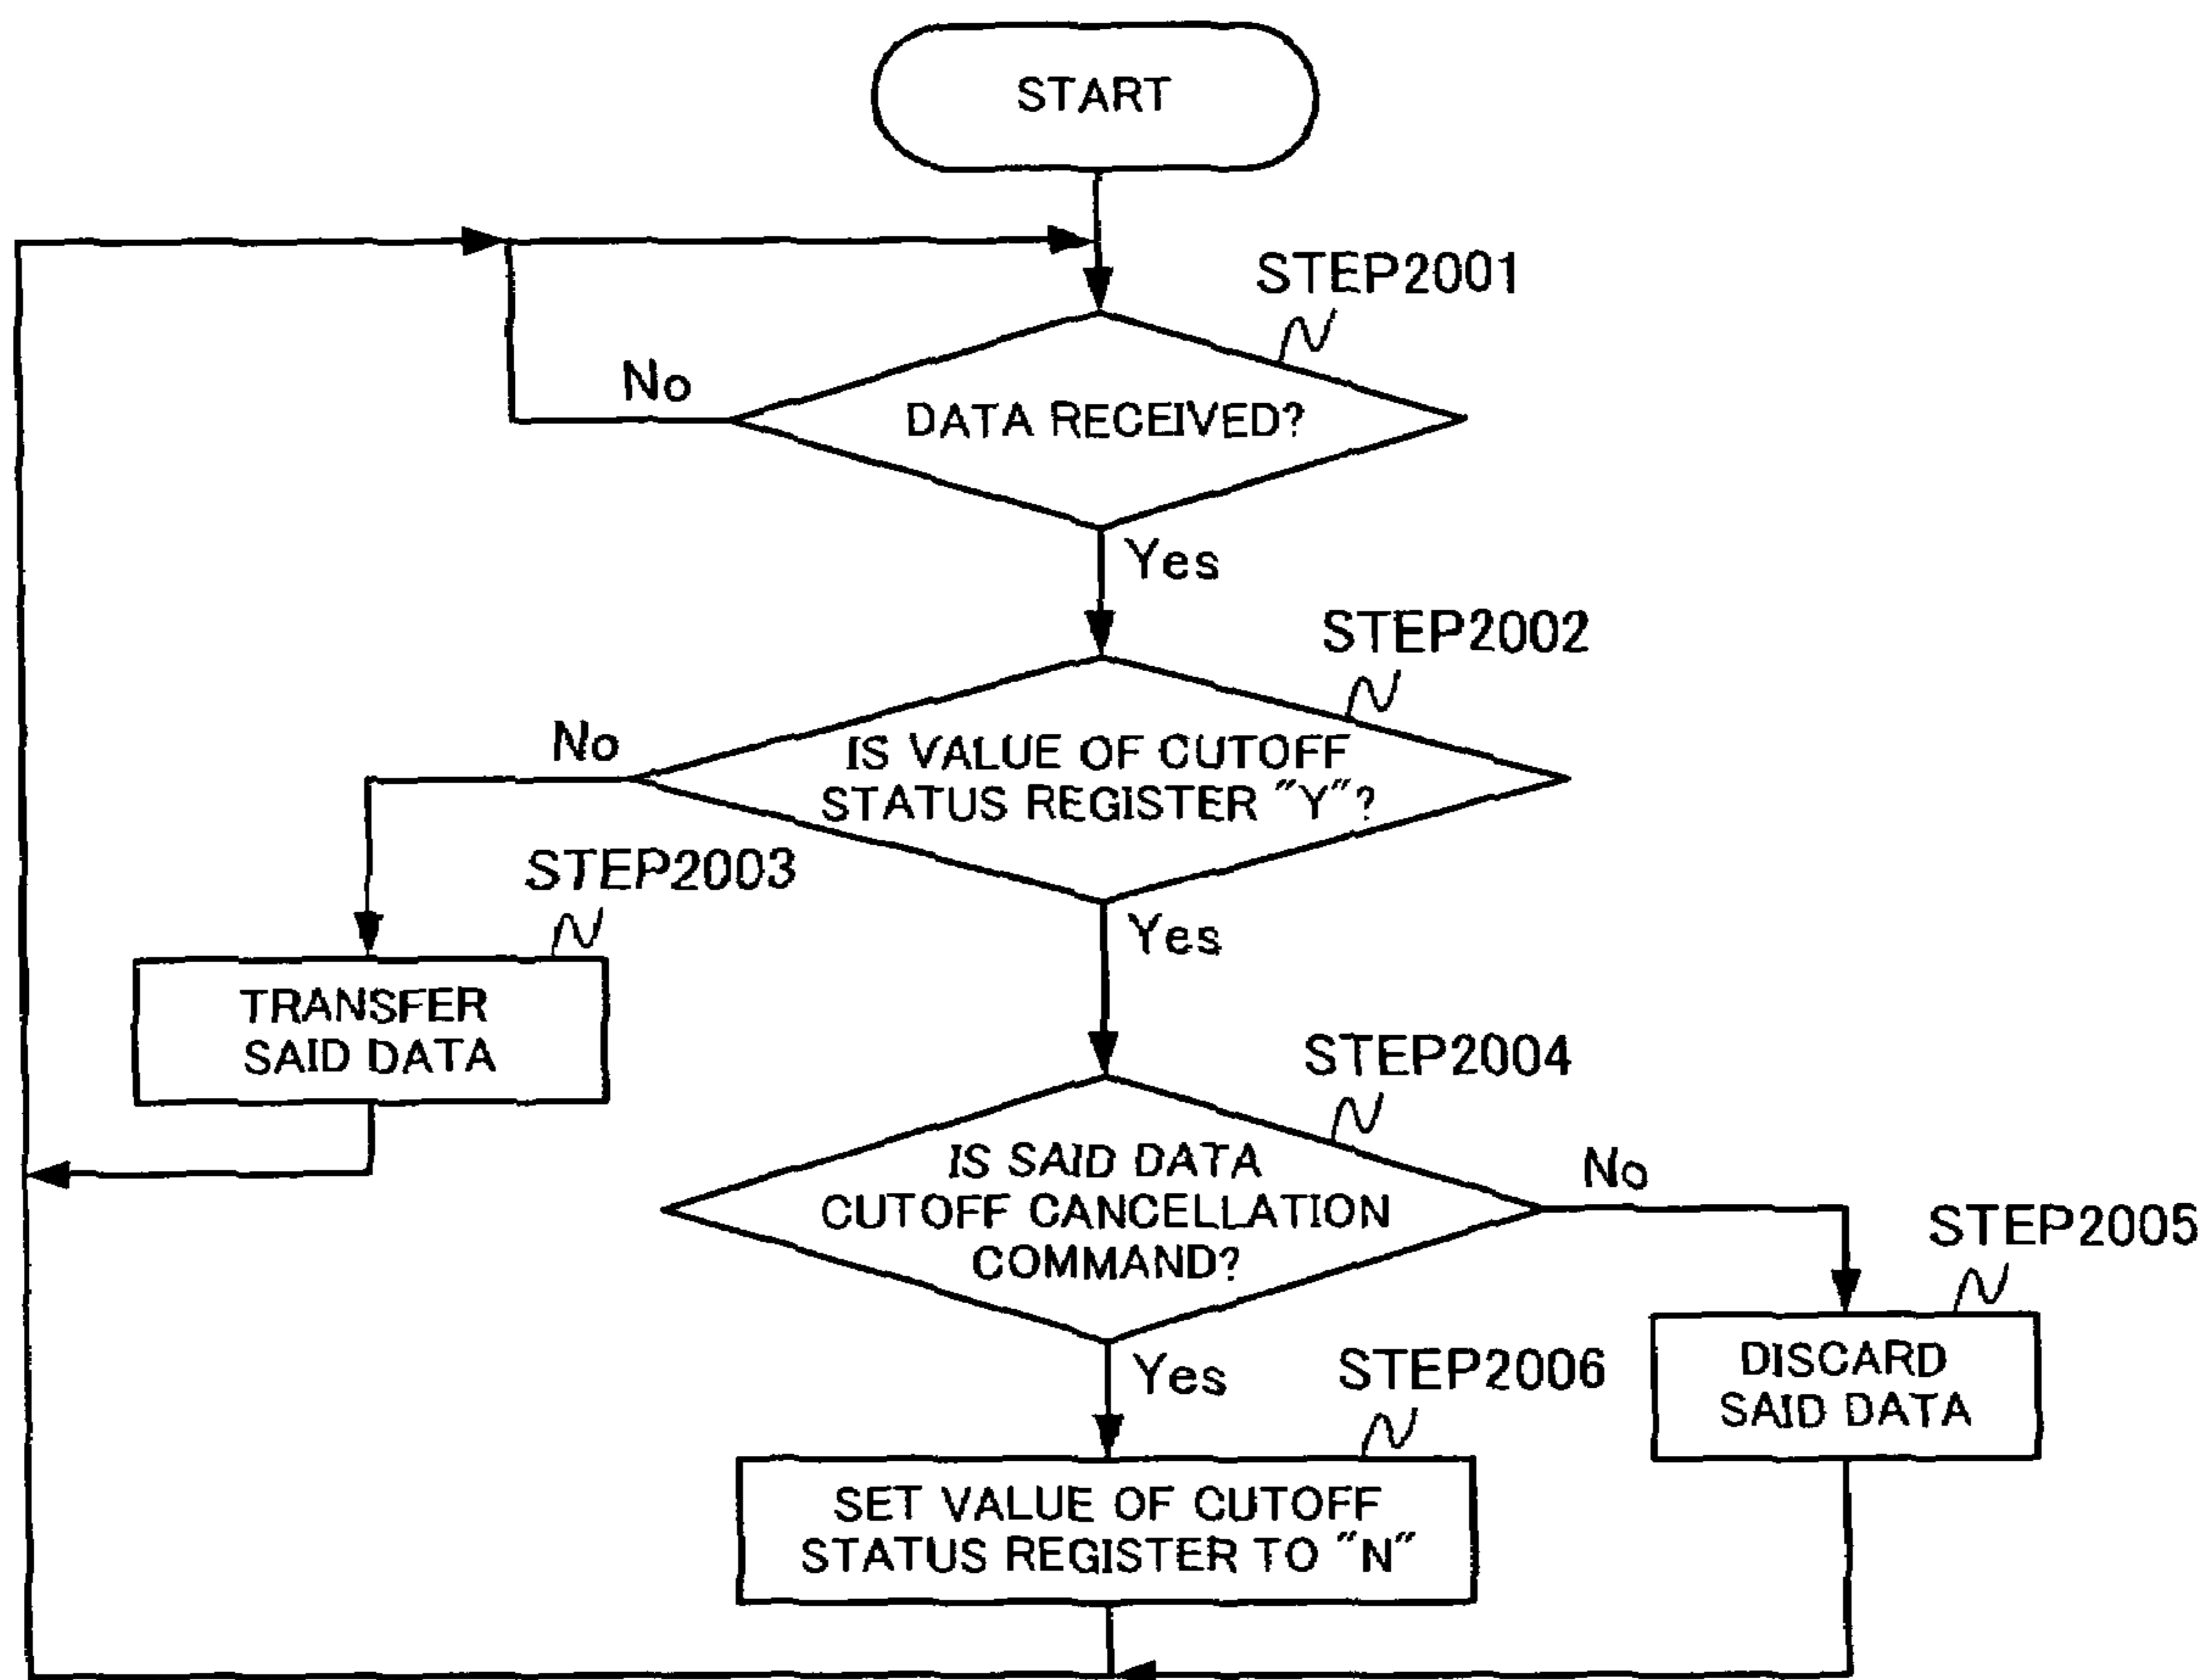 START
STEP2001
No
DATA RECEIVED?
Yes
STEP2002
No
IS VALUE OF CUTOFF
STATUS REGISTER "Y"?
STEP2003
Yes
TRANSFER
SAID DATA
STEP2004
IS SAID DATA
CUTOFF CANCELLATION
COMMAND?
No
STEP2005
Yes
STEP2006
DISCARD
SAID DATA
SET VALUE OF CUTOFF
STATUS REGISTER TO "N"